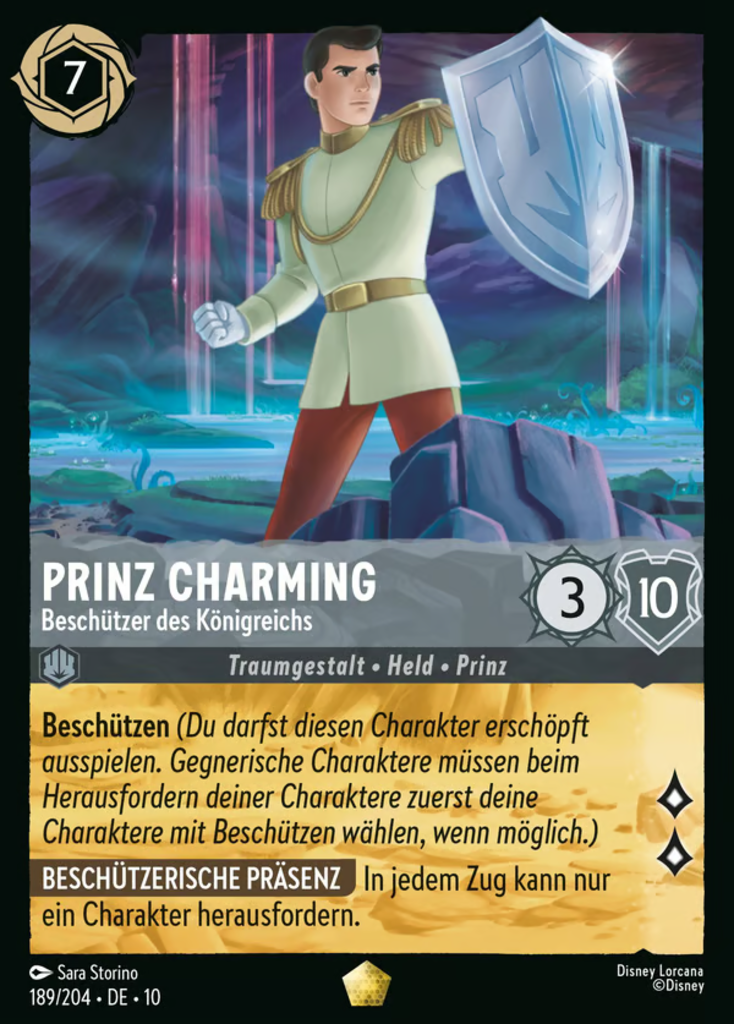 7
PRINZ CHARMING
Beschützer des Königreichs
3
10
Traumgestalt • Held • Prinz
Beschützen (Du darfst diesen Charakter erschöpft
ausspielen. Gegnerische Charaktere müssen beim
Herausfordern deiner Charaktere zuerst deine
Charaktere mit Beschützen wählen, wenn möglich.)
BESCHÜTZERISCHE PRÄSENZ In jedem Zug kann nur
ein Charakter herausfordern.
Sara Storino
189/204 • DE • 10
Disney Lorcana
©Disney